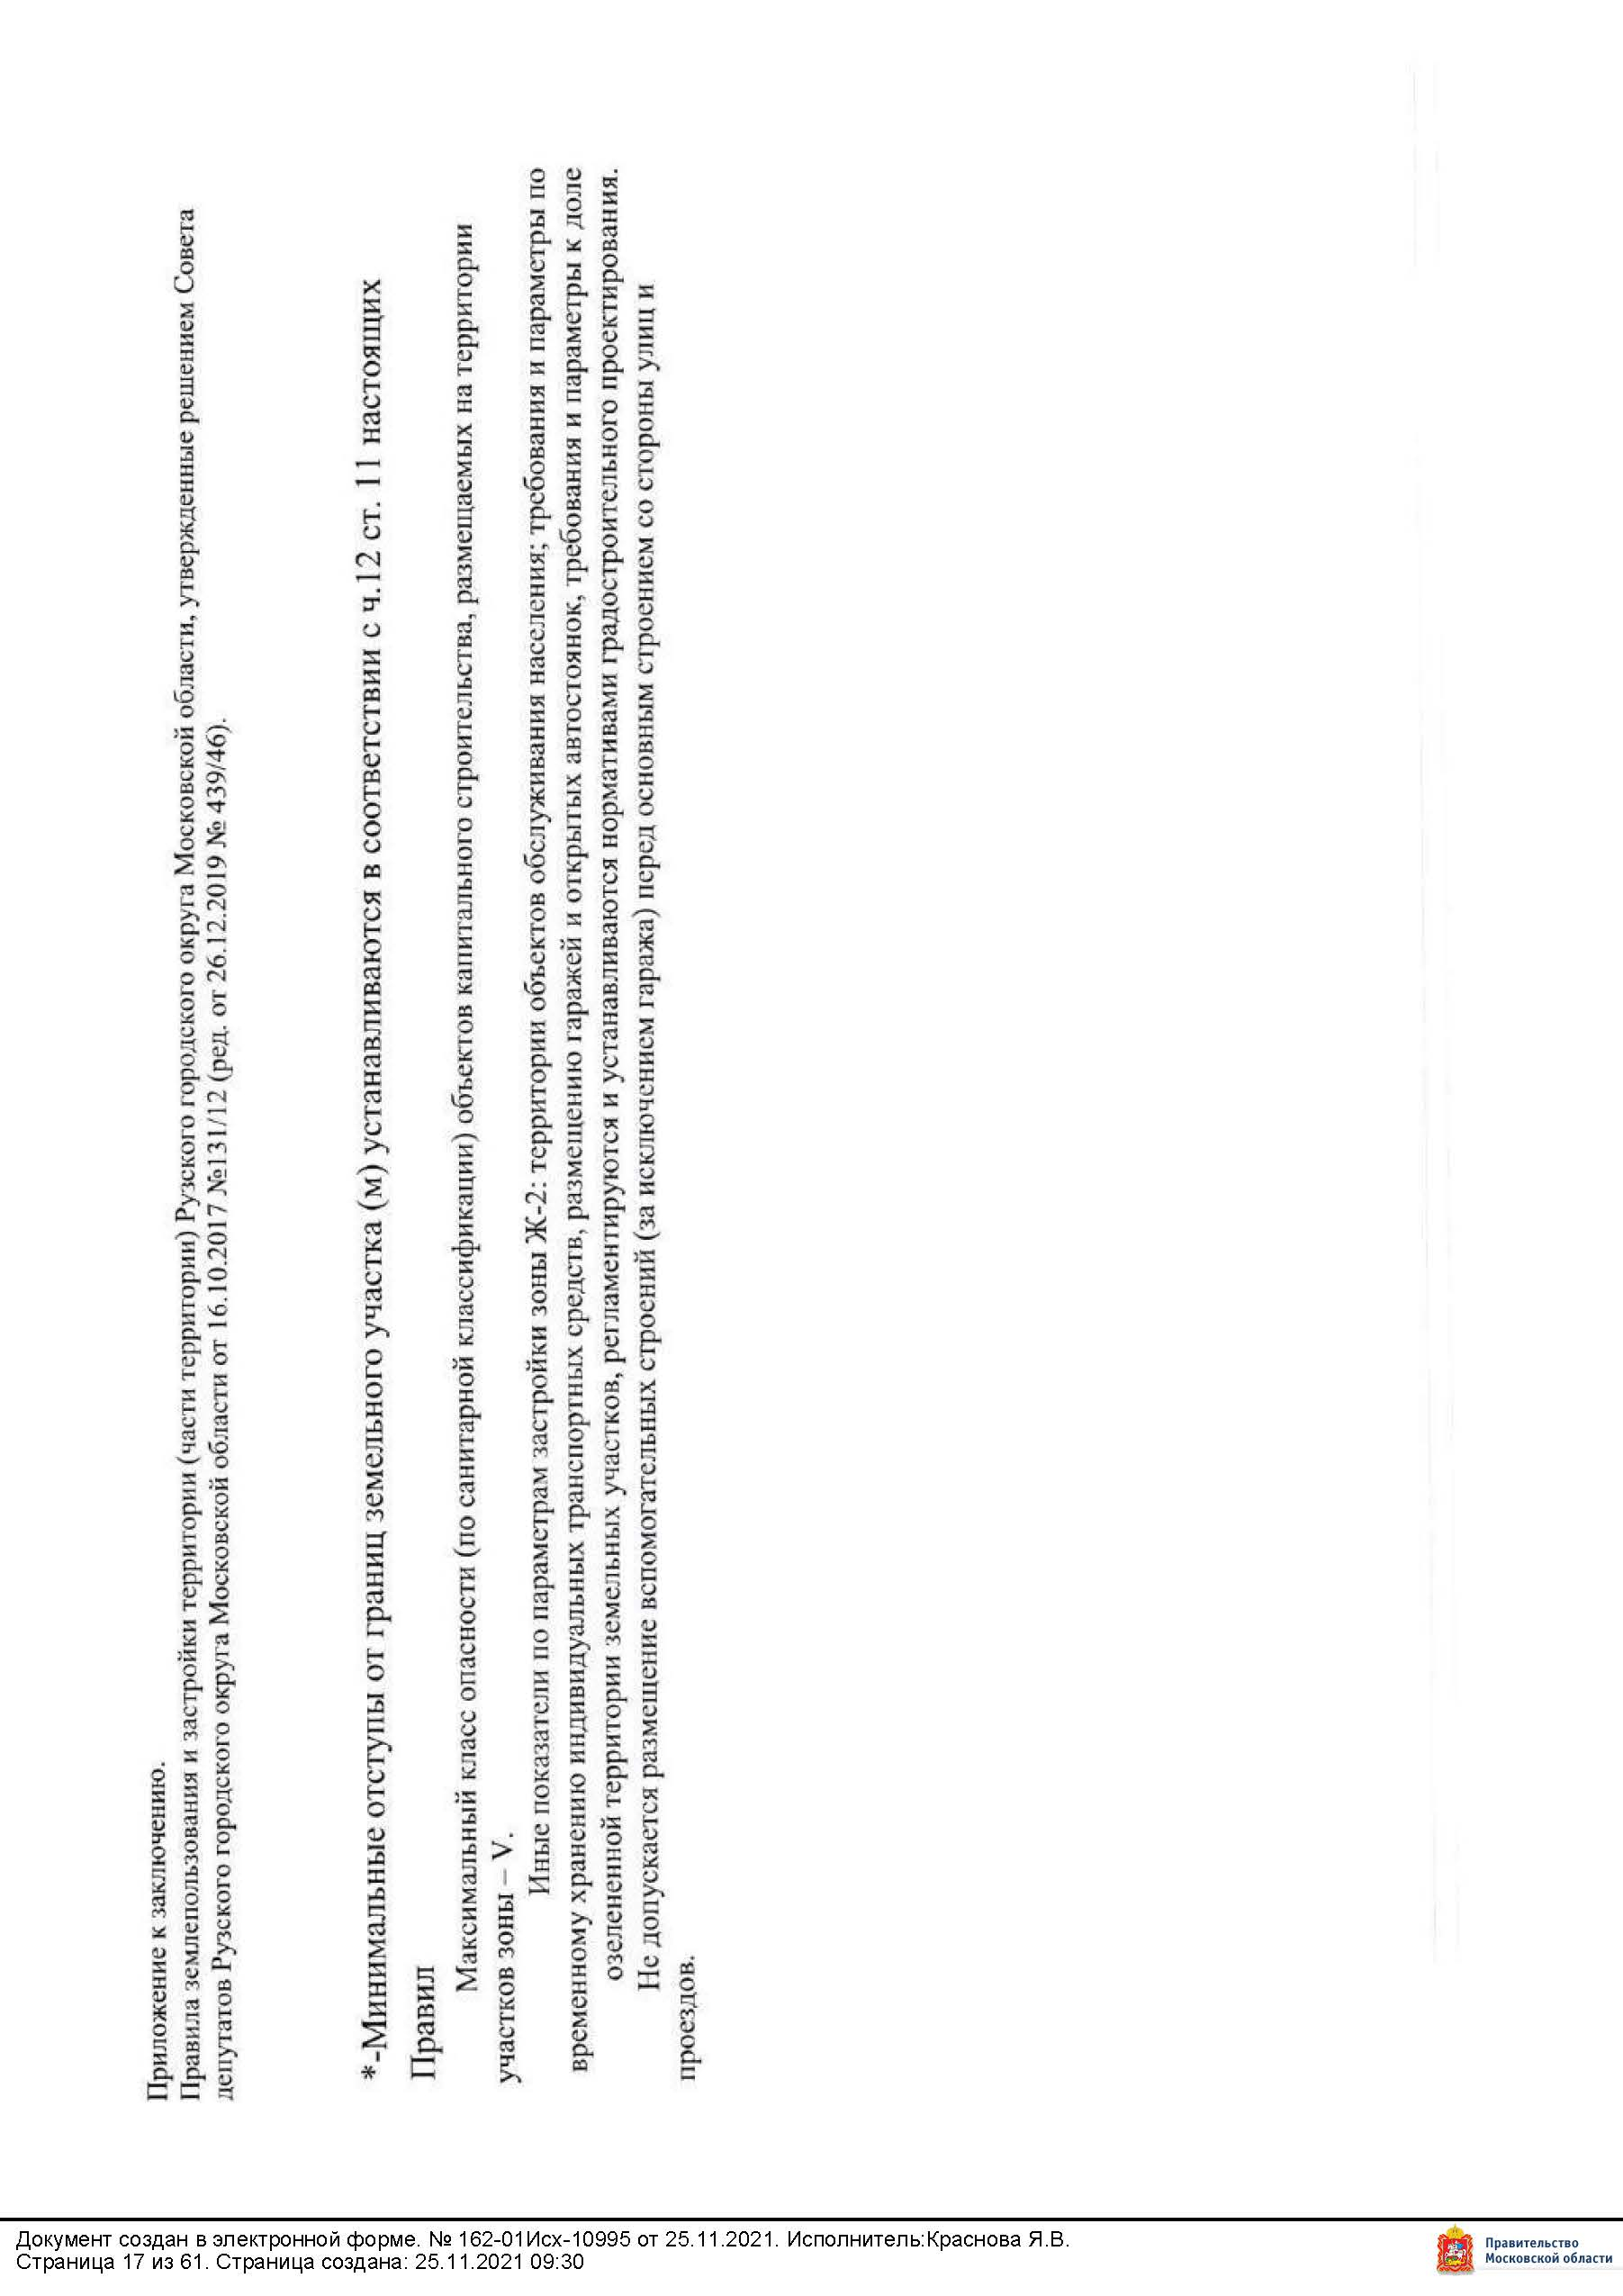 Приложение к заключению.
Правила землепользования и застройки территории (части территории) Рузского городского округа Московской области, утвержденные решением Совета
депутатов Рузского городского округа Московской области от 16.10.2017 №131/12 (ред. от 26.12.2019 № 439/46).
*-Минимальные отступы от границ земельного участка (м) устанавливаются в соответствии с ч.12 ст. 11 настоящих
Правил
Максимальный класс опасности (по санитарной классификации) объектов капитального строительства, размещаемых на территории
участков зоны – V.
Иные показатели по параметрам застройки зоны Ж-2: территории объектов обслуживания населения; требования и параметры по
временному хранению индивидуальных транспортных средств, размещению гаражей и открытых автостоянок, требования и параметры к доле
озелененной территории земельных участков, регламентируются и устанавливаются нормативами градостроительного проектирования.
Не допускается размещение вспомогательных строений (за исключением гаража) перед основным строением со стороны улиц и
проездов.
Документ создан в электронной форме. № 162-01Исх-10995 от 25.11.2021. Исполнитель:Краснова Я.В.
Страница 17 из 61. Страница создана: 25.11.2021 09:30
Правительство
Московской области